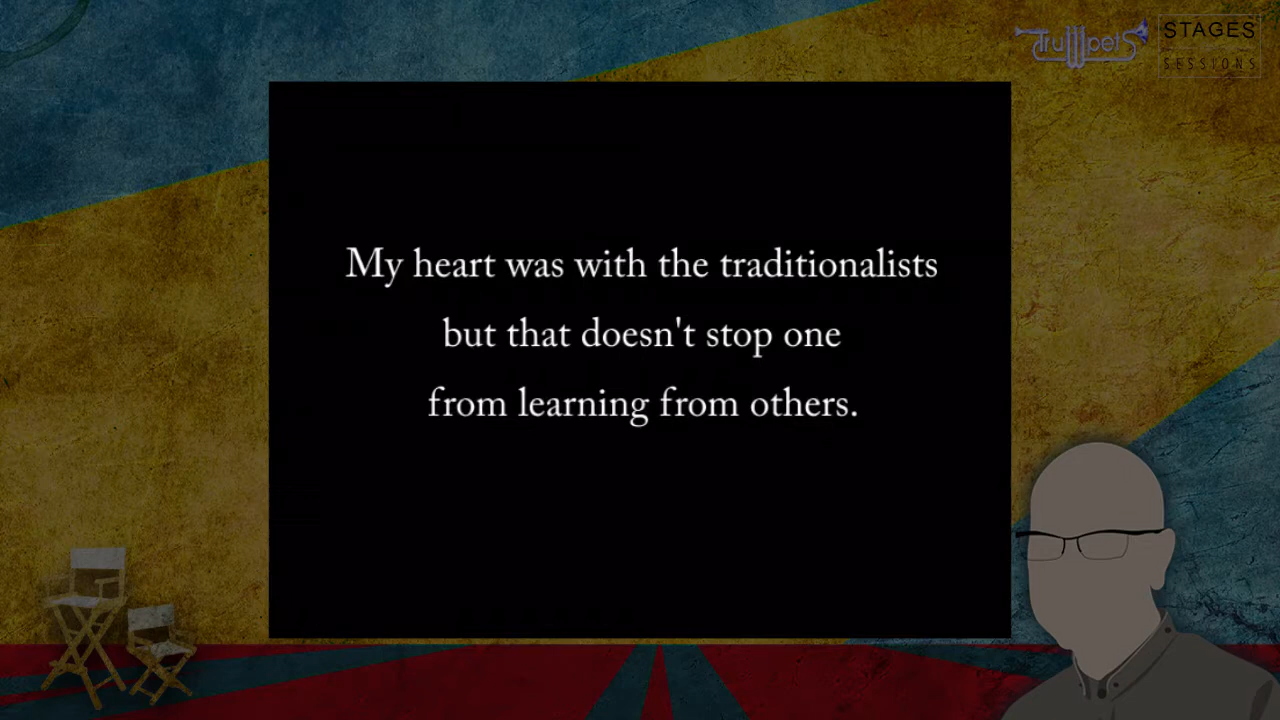 TruMpets
STAGES
SESSIONS
My heart was with the traditionalists
but that doesn't stop one
from learning from others.